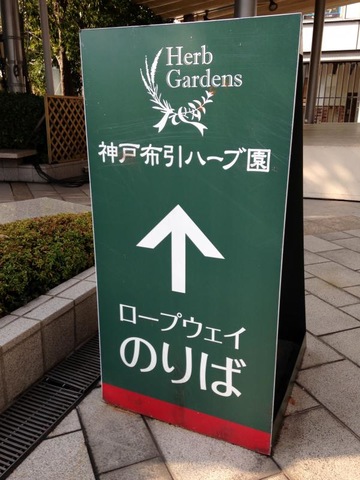 Herb
Gardens
神戸布引ハーブ園
ロープウェイ
のりば